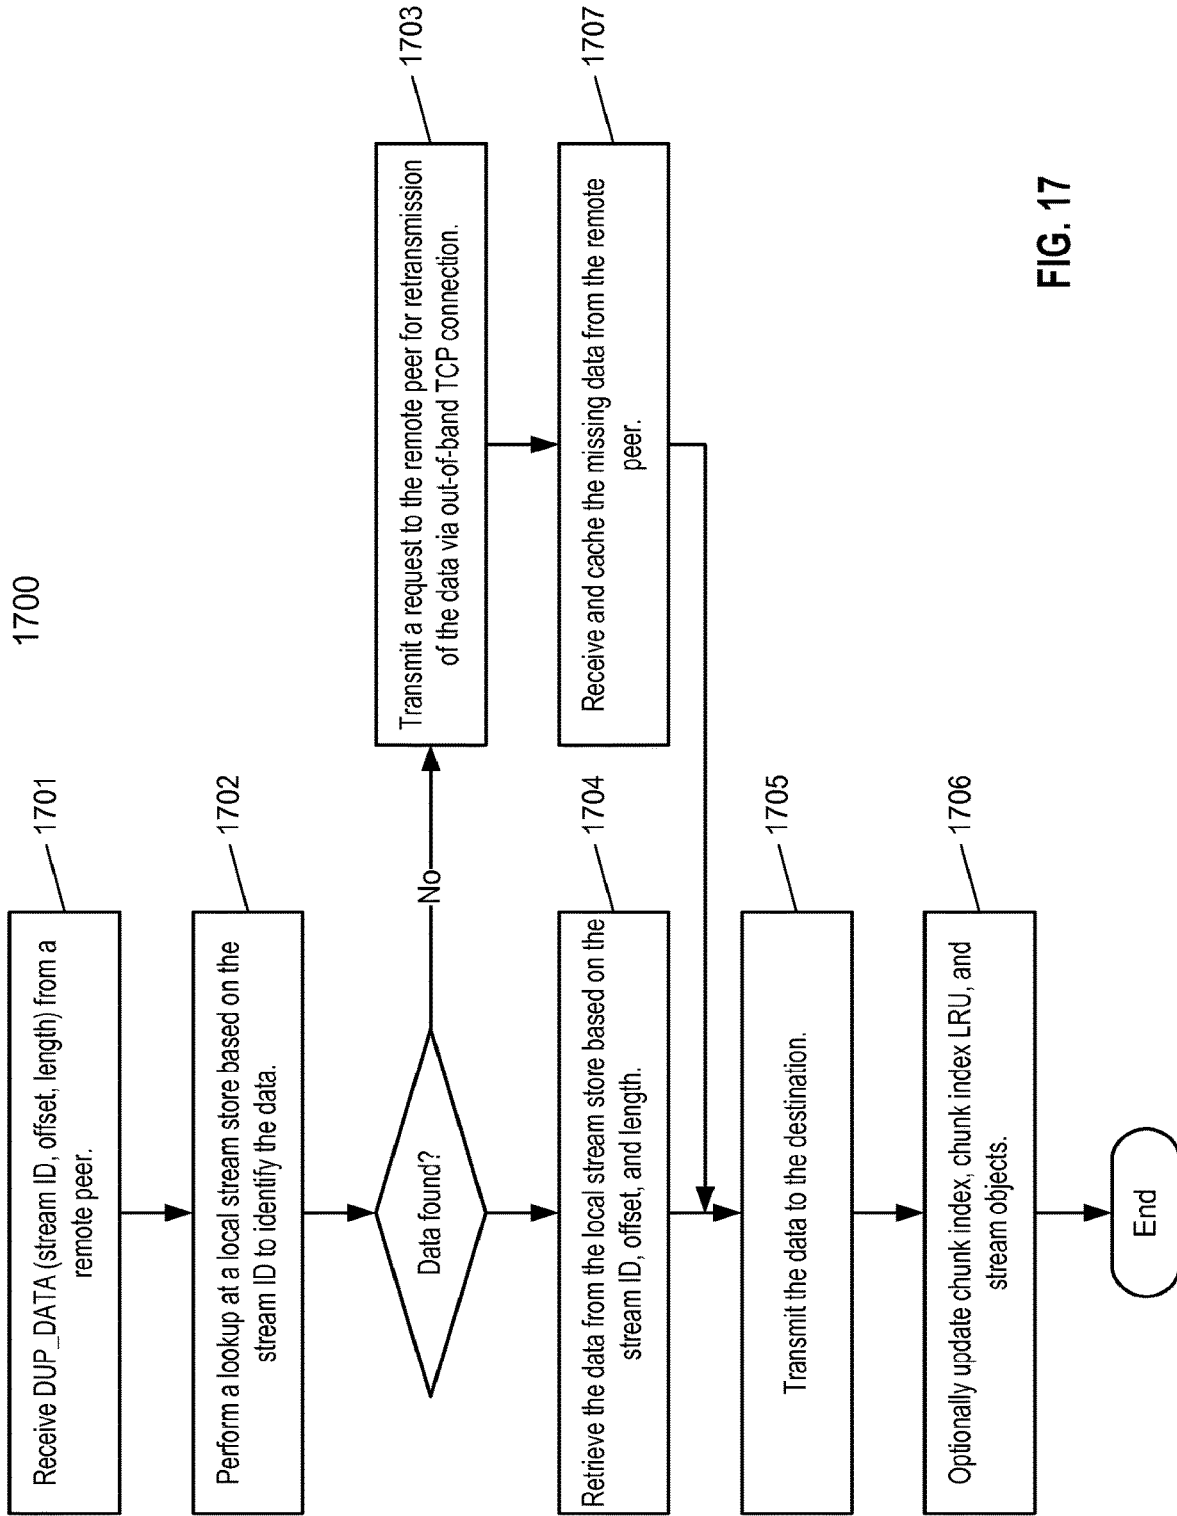 1700
Receive DUP_DATA (stream ID, offset, length) from a
remote peer.
1701
Perform a lookup at a local stream store based on the
stream ID to identify the data.
1702
Data found?
No
Transmit a request to the remote peer for retransmission
of the data via out-of-band TCP connection.
1703
Retrieve the data from the local stream store based on the
stream ID, offset, and length.
1704
Receive and cache the missing data from the remote
peer.
1707
Transmit the data to the destination.
1705
Optionally update chunk index, chunk index LRU, and
stream objects.
1706
End
FIG. 17